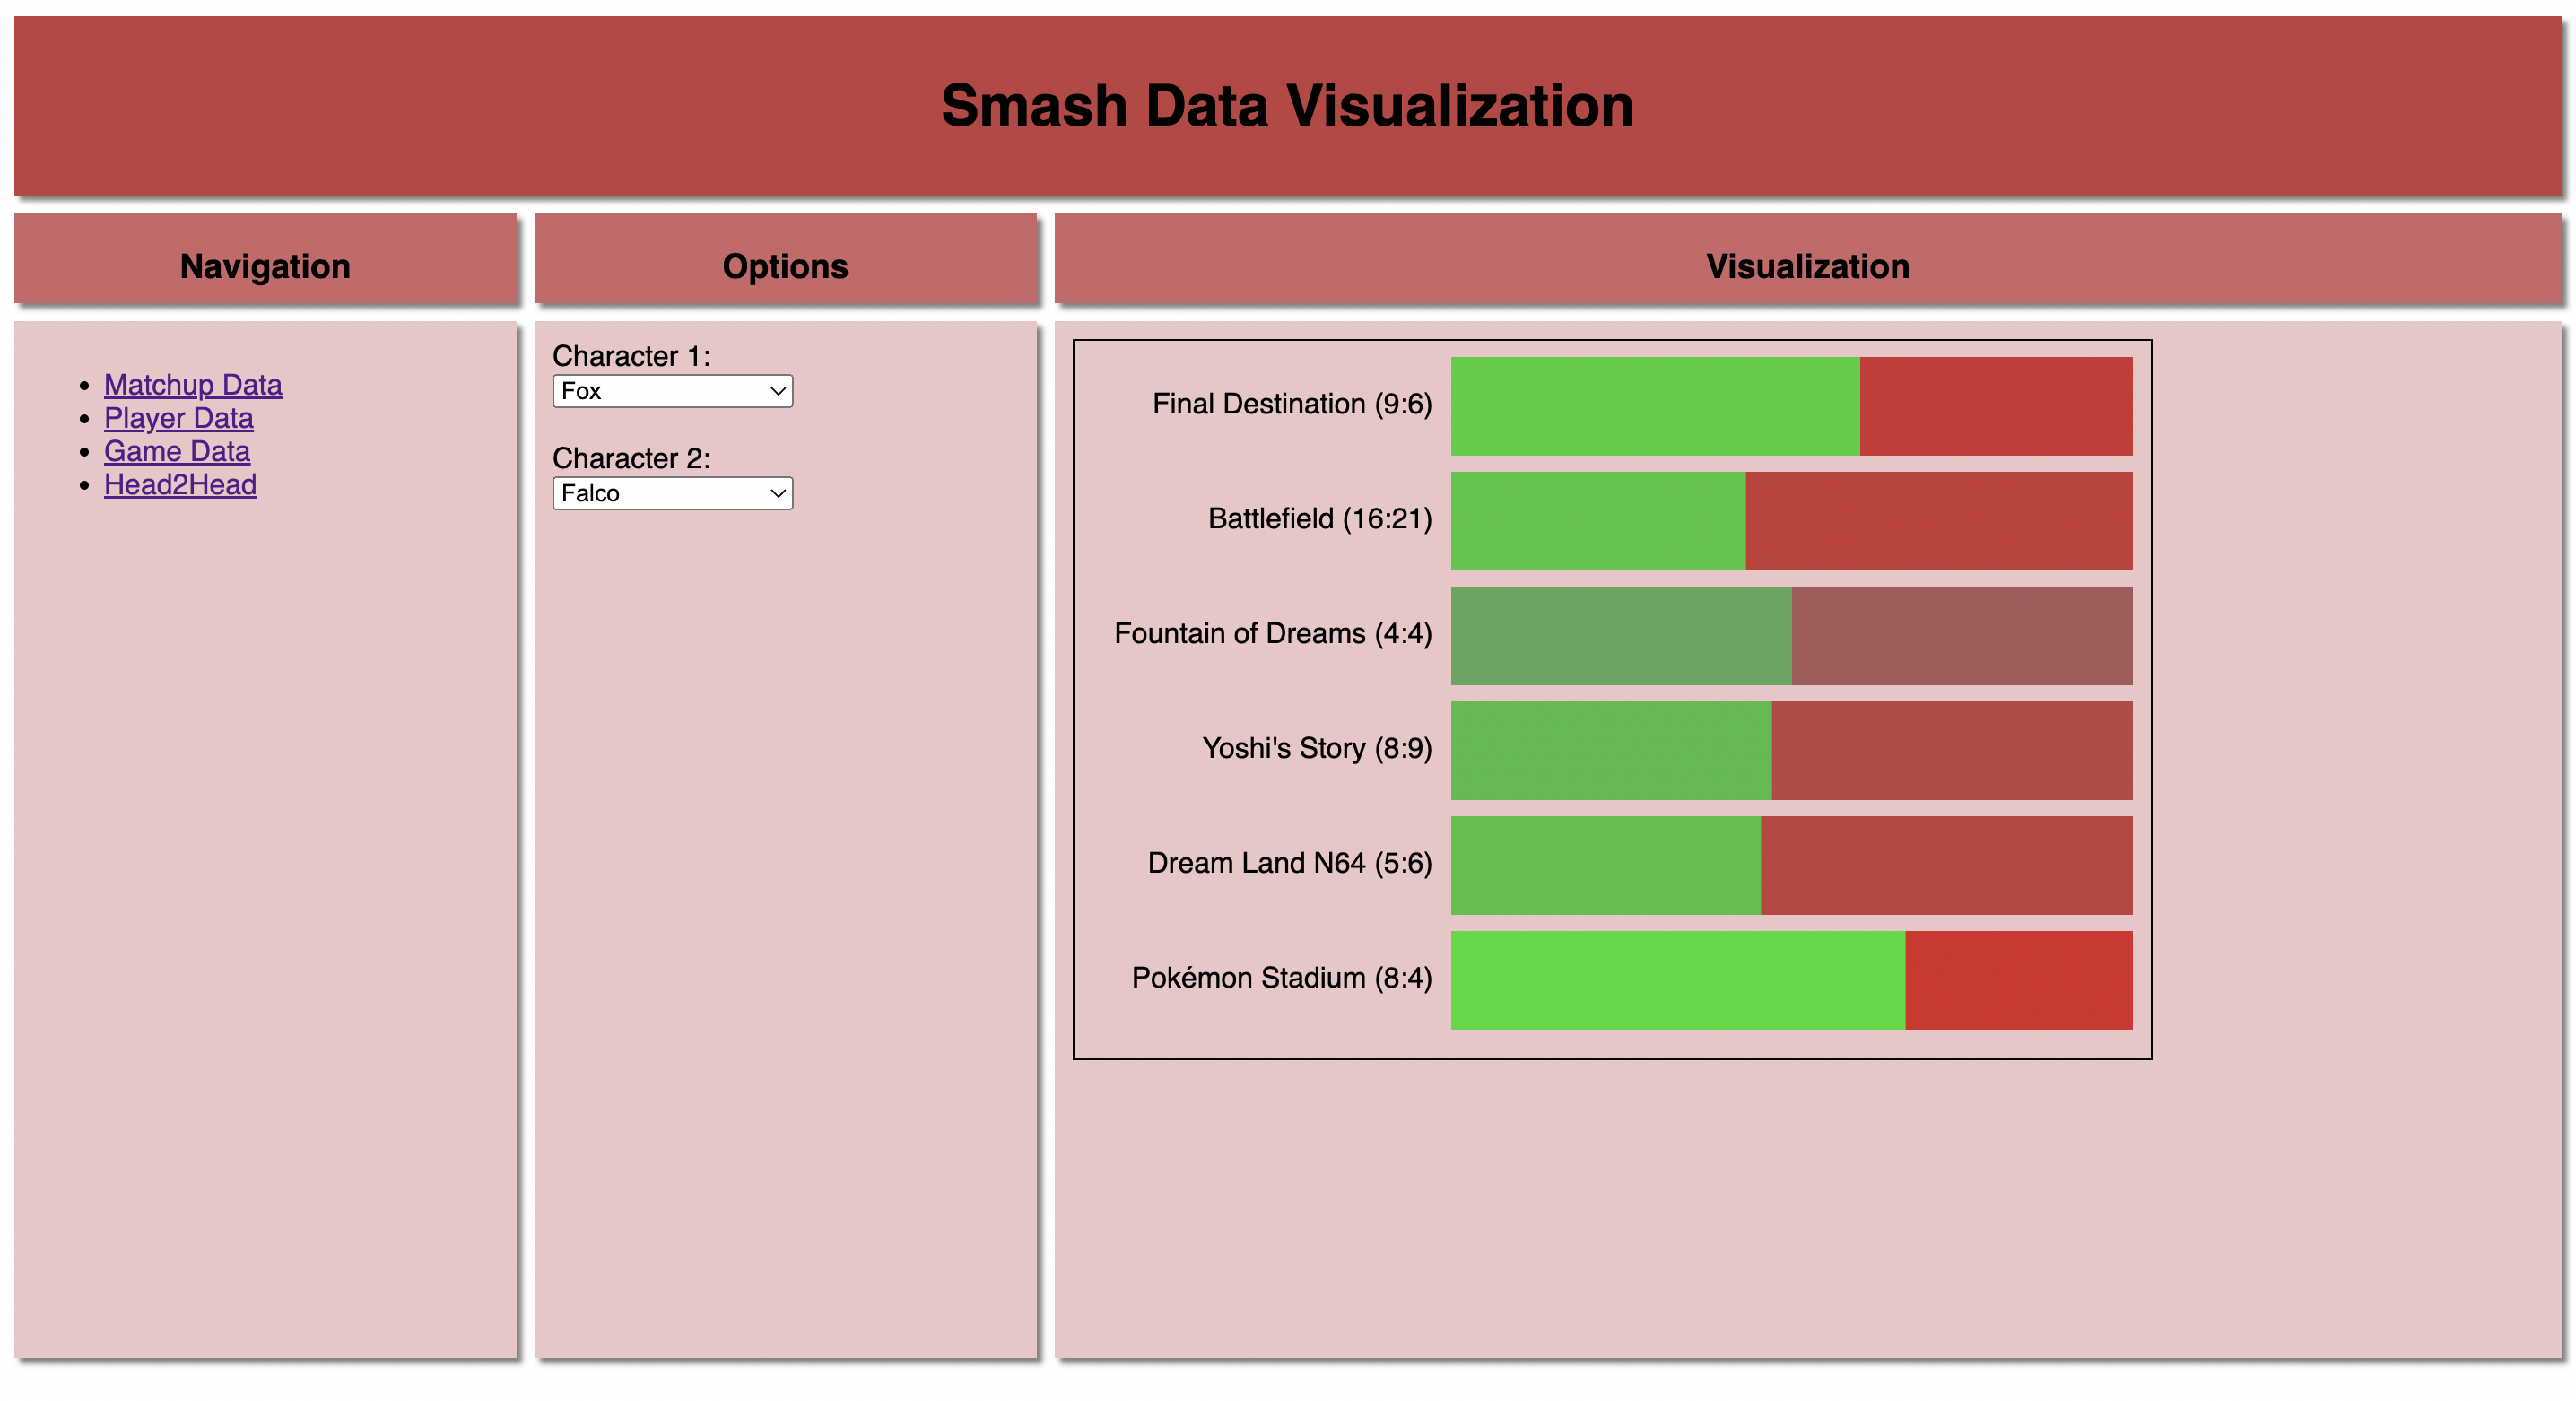 Smash Data Visualization
Navigation
Options
Visualization
Matchup Data
Player Data
Game Data
Head2Head
Character 1:
Fox
Character 2:
Falco
Final Destination (9:6)
Battlefield (16:21)
Fountain of Dreams (4:4)
Yoshi's Story (8:9)
Dream Land N64 (5:6)
Pokémon Stadium (8:4)